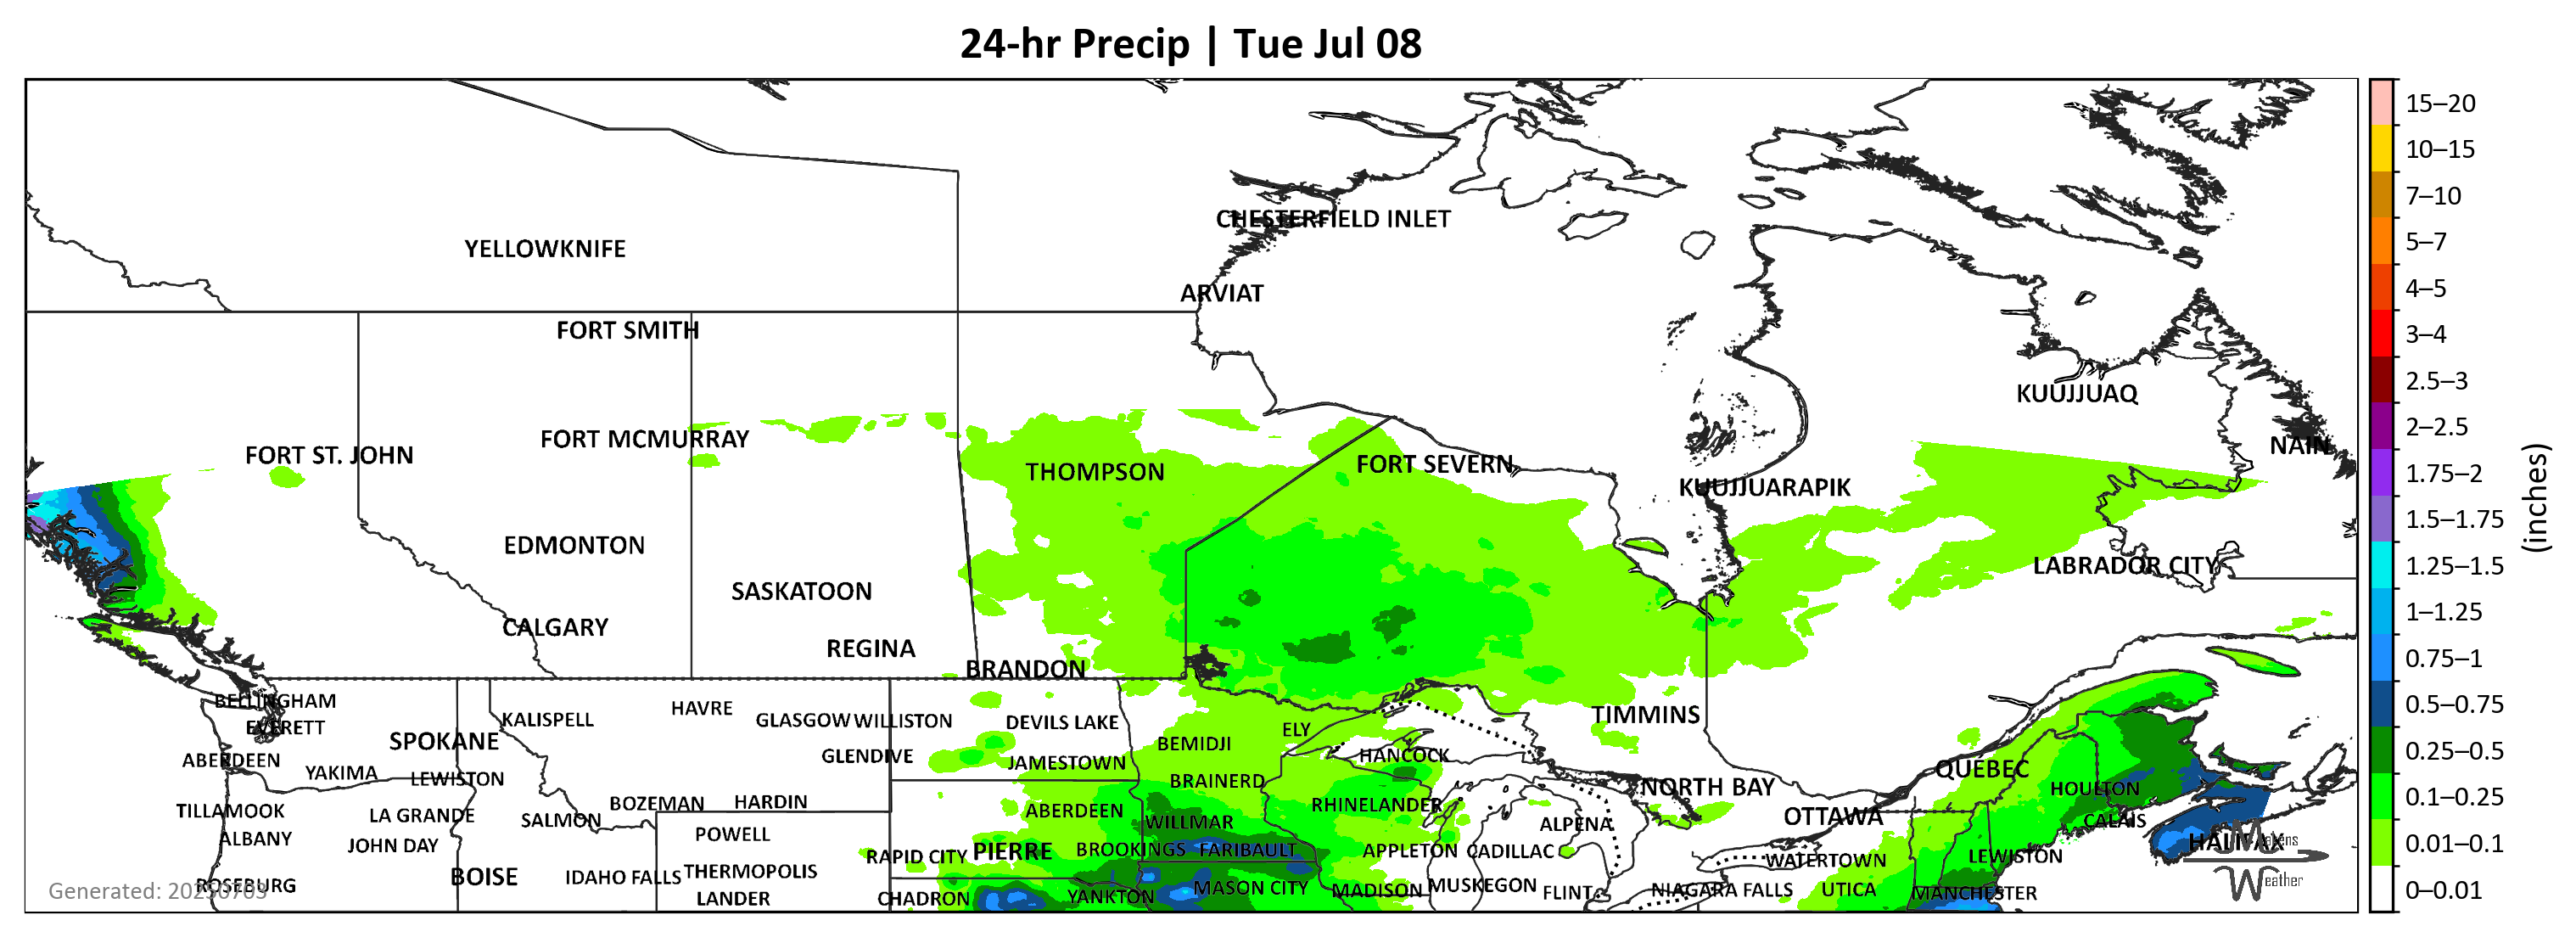 24-hr Precip | Tue Jul 08
15–20
10–15
7–10
5–7
4–5
3–4
2.5–3
2–2.5
1.75–2
1.5–1.75
1.25–1.5
1–1.25
0.75–1
0.5–0.75
0.25–0.5
0.1–0.25
0.01–0.1
0–0.01
(inches)
CHESTERFIELD INLET
YELLOWKNIFE
ARVIAT
FORT SMITH
KUUJJUAQ
FORT MCMURRAY
NAIN
FORT ST. JOHN
FORT SEVERN
THOMPSON
KUUJJUARAPIK
EDMONTON
LABRADOR CITY
SASKATOON
CALGARY
REGINA
BRANDON
BELLINGHAM
HAVRE
TIMMINS
KALISPELL
GLASGOW
WILLISTON
DEVILS LAKE
EVERETT
ELY
SPOKANE
BEMIDJI
GLENDIVE
HANCOCK
ABERDEEN
JAMESTOWN
QUEBEC
YAKIMA
LEWISTON
BRAINERD
NORTH BAY
HOULTON
BOZEMAN
HARDIN
RHINELANDER
TILLAMOOK
ABERDEEN
LA GRANDE
OTTAWA
SALMON
WILLMAR
CALAIS
ALPENA
POWELL
ALBANY
HALIFAX
JOHN DAY
BROOKINGS
FARIBAULT
APPLETON
CADILLAC
PIERRE
RAPID CITY
LEWISTON
WATERTOWN
THERMOPOLIS
BOISE
IDAHO FALLS
ROSEBURG
MUSKEGON
MASON CITY
MADISON
NIAGARA FALLS
UTICA
FLINT
MANCHESTER
YANKTON
CHADRON
LANDER
Generated: 20250703
Weather